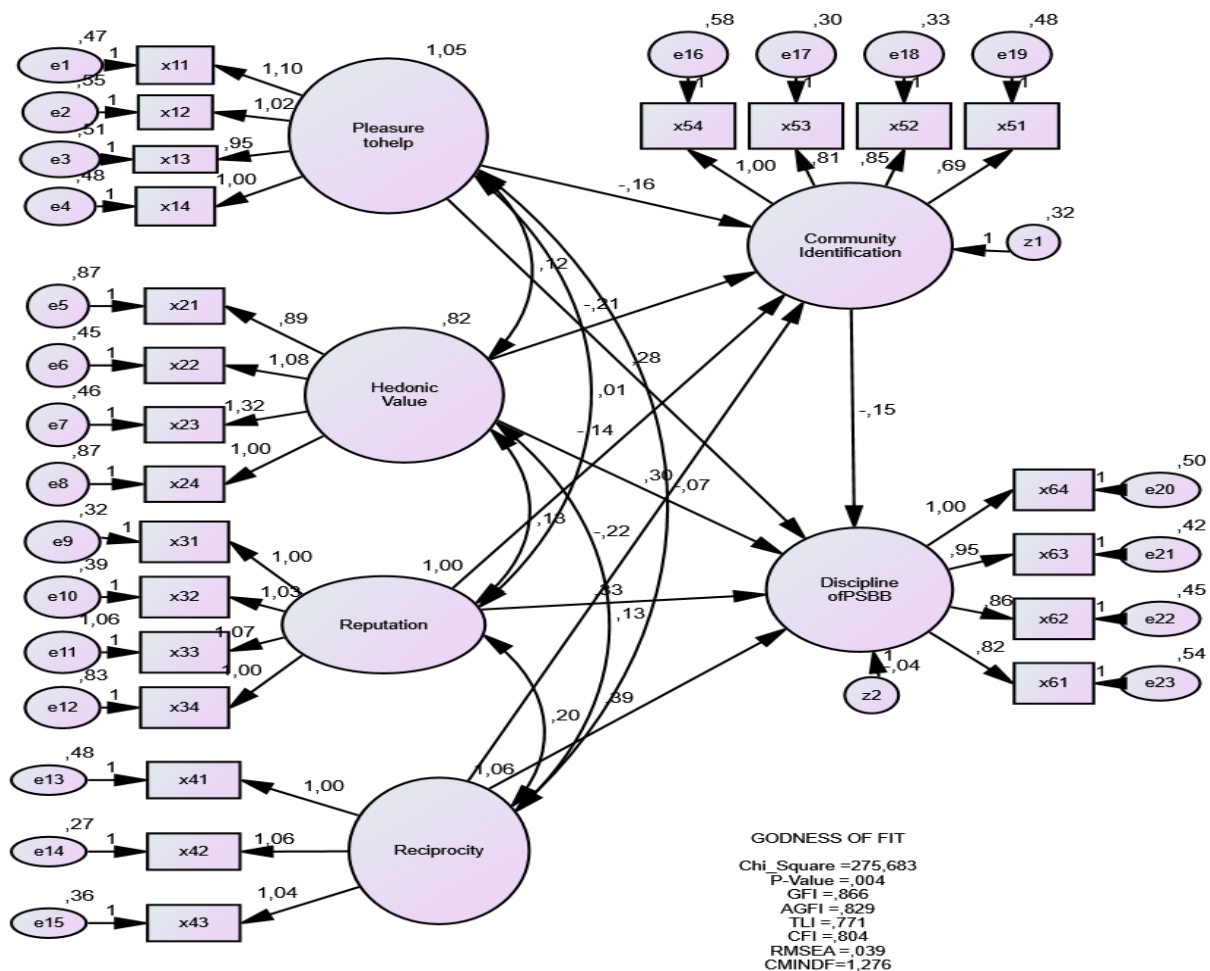 ,47
e1
1
x11
1,10
,55
e2
1
x12
1,02
,51
e3
1
x13
,95
,48
e4
1
x14
1,00
1,05
Pleasure
tohelp
,58
e16
1
x54
1,00
,30
e17
1
x53
,81
,33
e18
1
x52
,85
,48
e19
1
x51
,69
Community
Identification
1
z1
,32
-,16
,12
-,21
,28
,01
-,14
-,15
,30
-,07
,13
-,22
,33
,13
,39
,20
,87
e5
1
x21
,89
,45
e6
1
x22
1,08
,46
e7
1
x23
1,32
,87
e8
1
x24
1,00
,82
Hedonic
Value
,32
e9
1
x31
1,00
,39
e10
1
x32
1,03
1,06
e11
1
x33
1,07
,83
e12
1
x34
1,00
1,00
Reputation
Discipline
ofPSBB
1
-,04
z2
1,00
x64
1
e20
,50
,95
x63
1
e21
,42
,86
x62
1
e22
,45
,82
x61
1
e23
,54
,48
e13
1
x41
1,00
,27
e14
1
x42
1,06
,36
e15
1
x43
1,04
1,06
Reciprocity
GODNESS OF FIT
Chi_Square =275,683
P-Value =,004
GFI =,866
AGFI =,829
TLI =,771
CFI =,804
RMSEA =,039
CMINDF=1,276